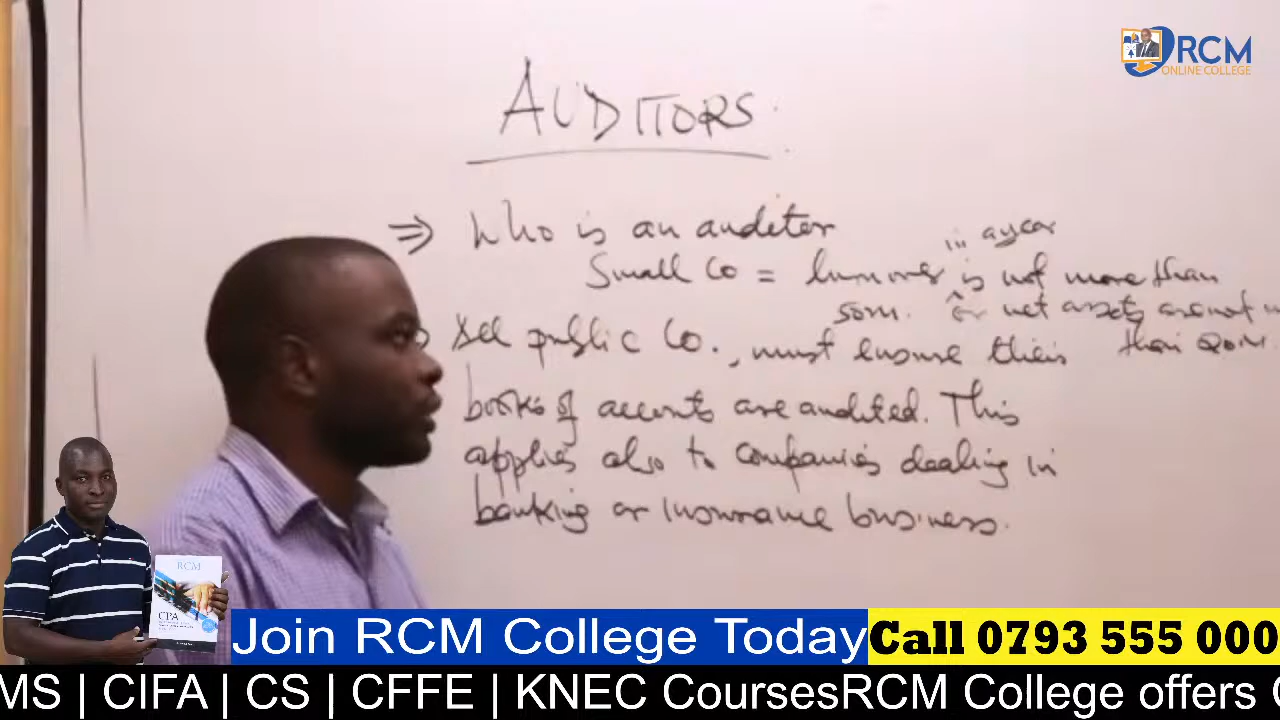 RCM
ONLINE COLLEGE
AUDITORS
⇒ Who is an auditor
in a year
Small Co = turnover is not more than
50m. or net assets are not
than 20M.
All public Co., must ensure their
books of accounts are audited. This
applies also to companies dealing in
banking or Insurance business.
RCM
CPA
Join RCM College Today
Call 0793 555 000
MS | CIFA | CS | CFFE | KNEC CoursesRCM College offers